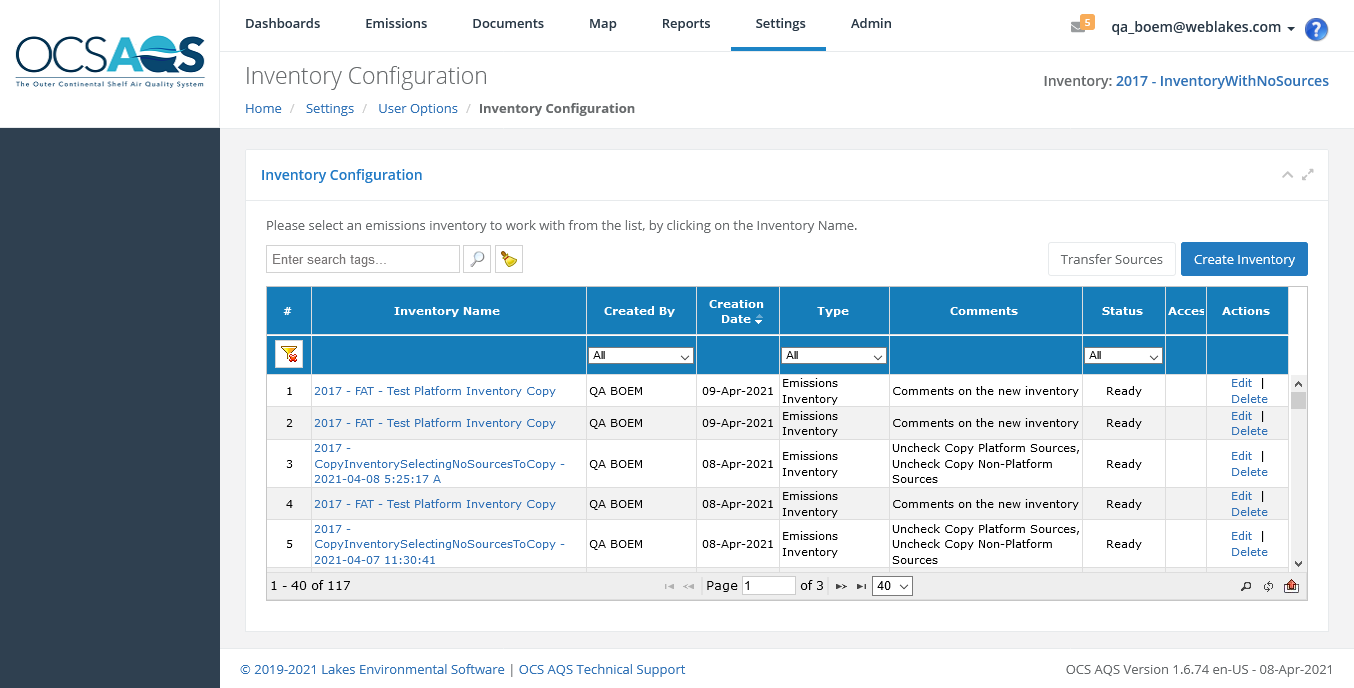 OCSAQS
The Outer Continental Shelf Air Quality System
Dashboards Emissions Documents Map Reports Settings Admin 5 qa_boem@weblakes.com ?
Inventory Configuration
Inventory: 2017 - InventoryWithNoSources
Home / Settings / User Options / Inventory Configuration
Inventory Configuration
Please select an emissions inventory to work with from the list, by clicking on the Inventory Name.
Enter search tags... Transfer Sources Create Inventory
# Inventory Name Created By Creation Date Type Comments Status Acces Actions
All All All
1 2017 - FAT - Test Platform Inventory Copy QA BOEM 09-Apr-2021 Emissions Inventory Comments on the new inventory Ready Edit | Delete
2 2017 - FAT - Test Platform Inventory Copy QA BOEM 09-Apr-2021 Emissions Inventory Comments on the new inventory Ready Edit | Delete
3 2017 - CopyInventorySelectingNoSourcesToCopy - 2021-04-08 5:25:17 A QA BOEM 08-Apr-2021 Emissions Inventory Uncheck Copy Platform Sources, Uncheck Copy Non-Platform Sources Ready Edit | Delete
4 2017 - FAT - Test Platform Inventory Copy QA BOEM 08-Apr-2021 Emissions Inventory Comments on the new inventory Ready Edit | Delete
5 2017 - CopyInventorySelectingNoSourcesToCopy - 2021-04-07 11:30:41 QA BOEM 08-Apr-2021 Emissions Inventory Uncheck Copy Platform Sources, Uncheck Copy Non-Platform Sources Ready Edit | Delete
1 - 40 of 117 Page 1 of 3 40
© 2019-2021 Lakes Environmental Software | OCS AQS Technical Support
OCS AQS Version 1.6.74 en-US - 08-Apr-2021